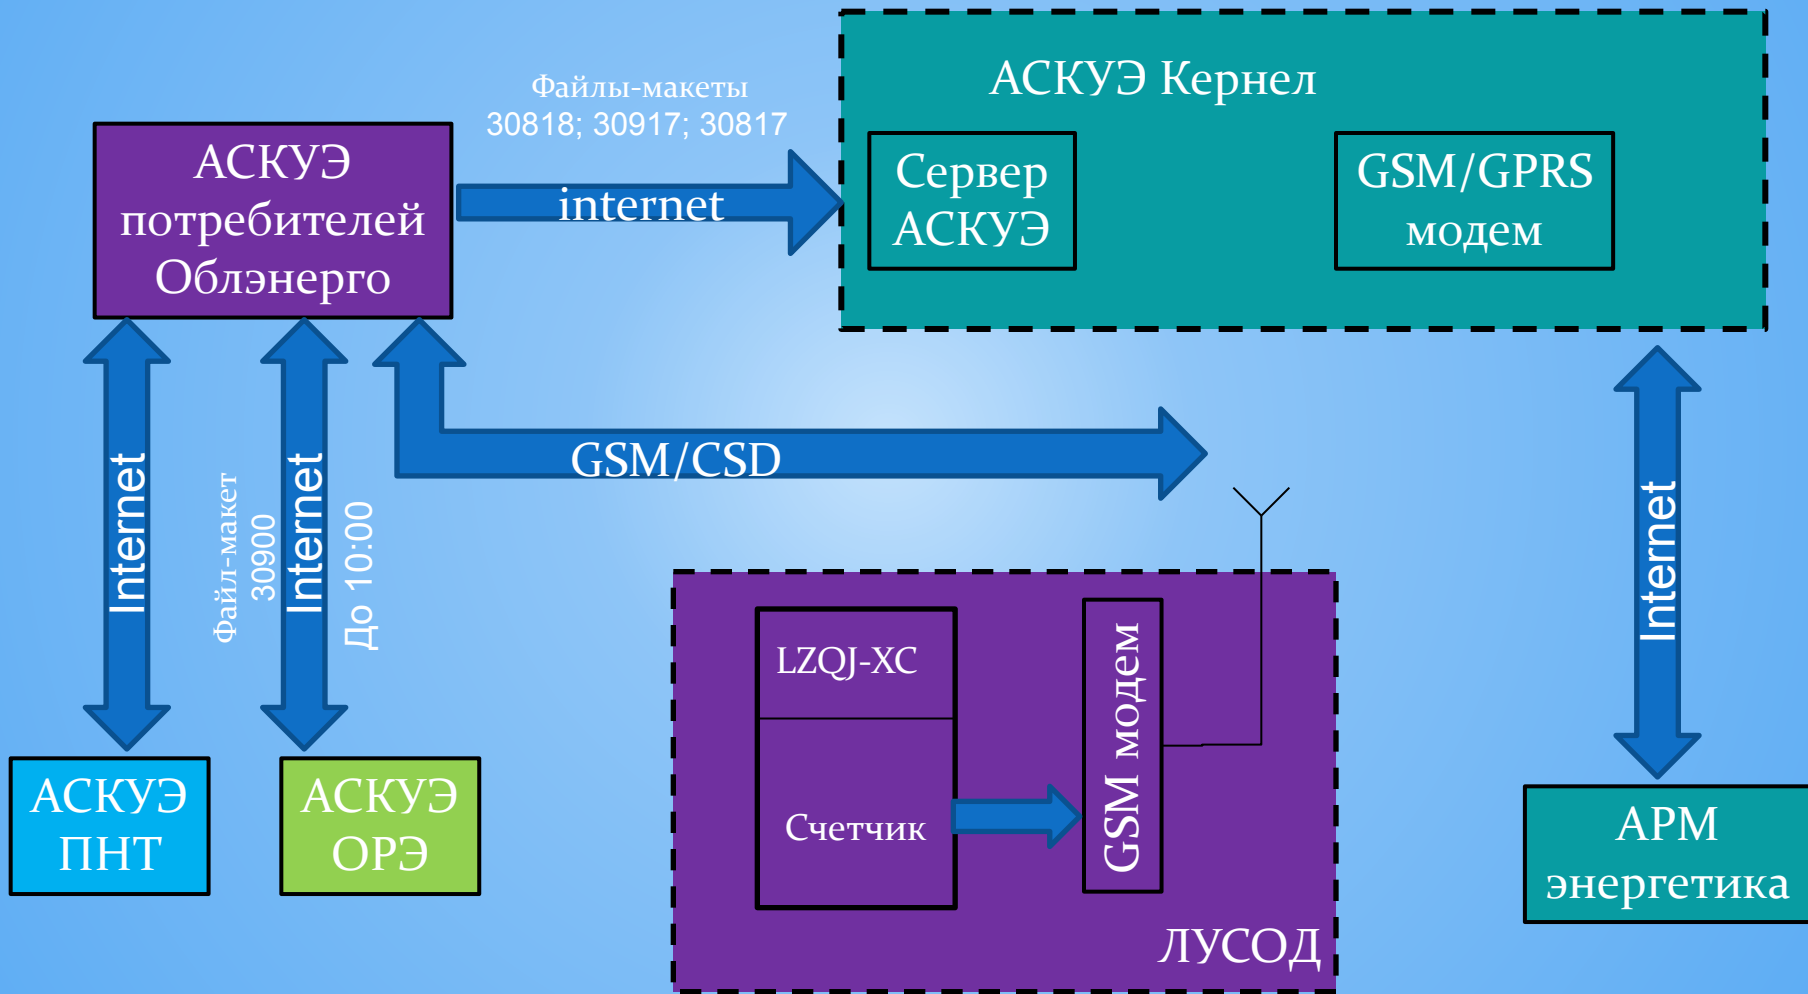 АСКУЭ Кернел
Файлы-макеты
30818; 30917; 30817
АСКУЭ
потребителей
Облэнерго
internet
Сервер
АСКУЭ
GSM/GPRS
модем
GSM/CSD
Internet
Файл-макет
30900
Internet
До 10:00
Internet
LZQJ-XC
Счетчик
GSM модем
ЛУСОД
АСКУЭ
ПНТ
АСКУЭ
ОРЭ
АРМ
энергетика